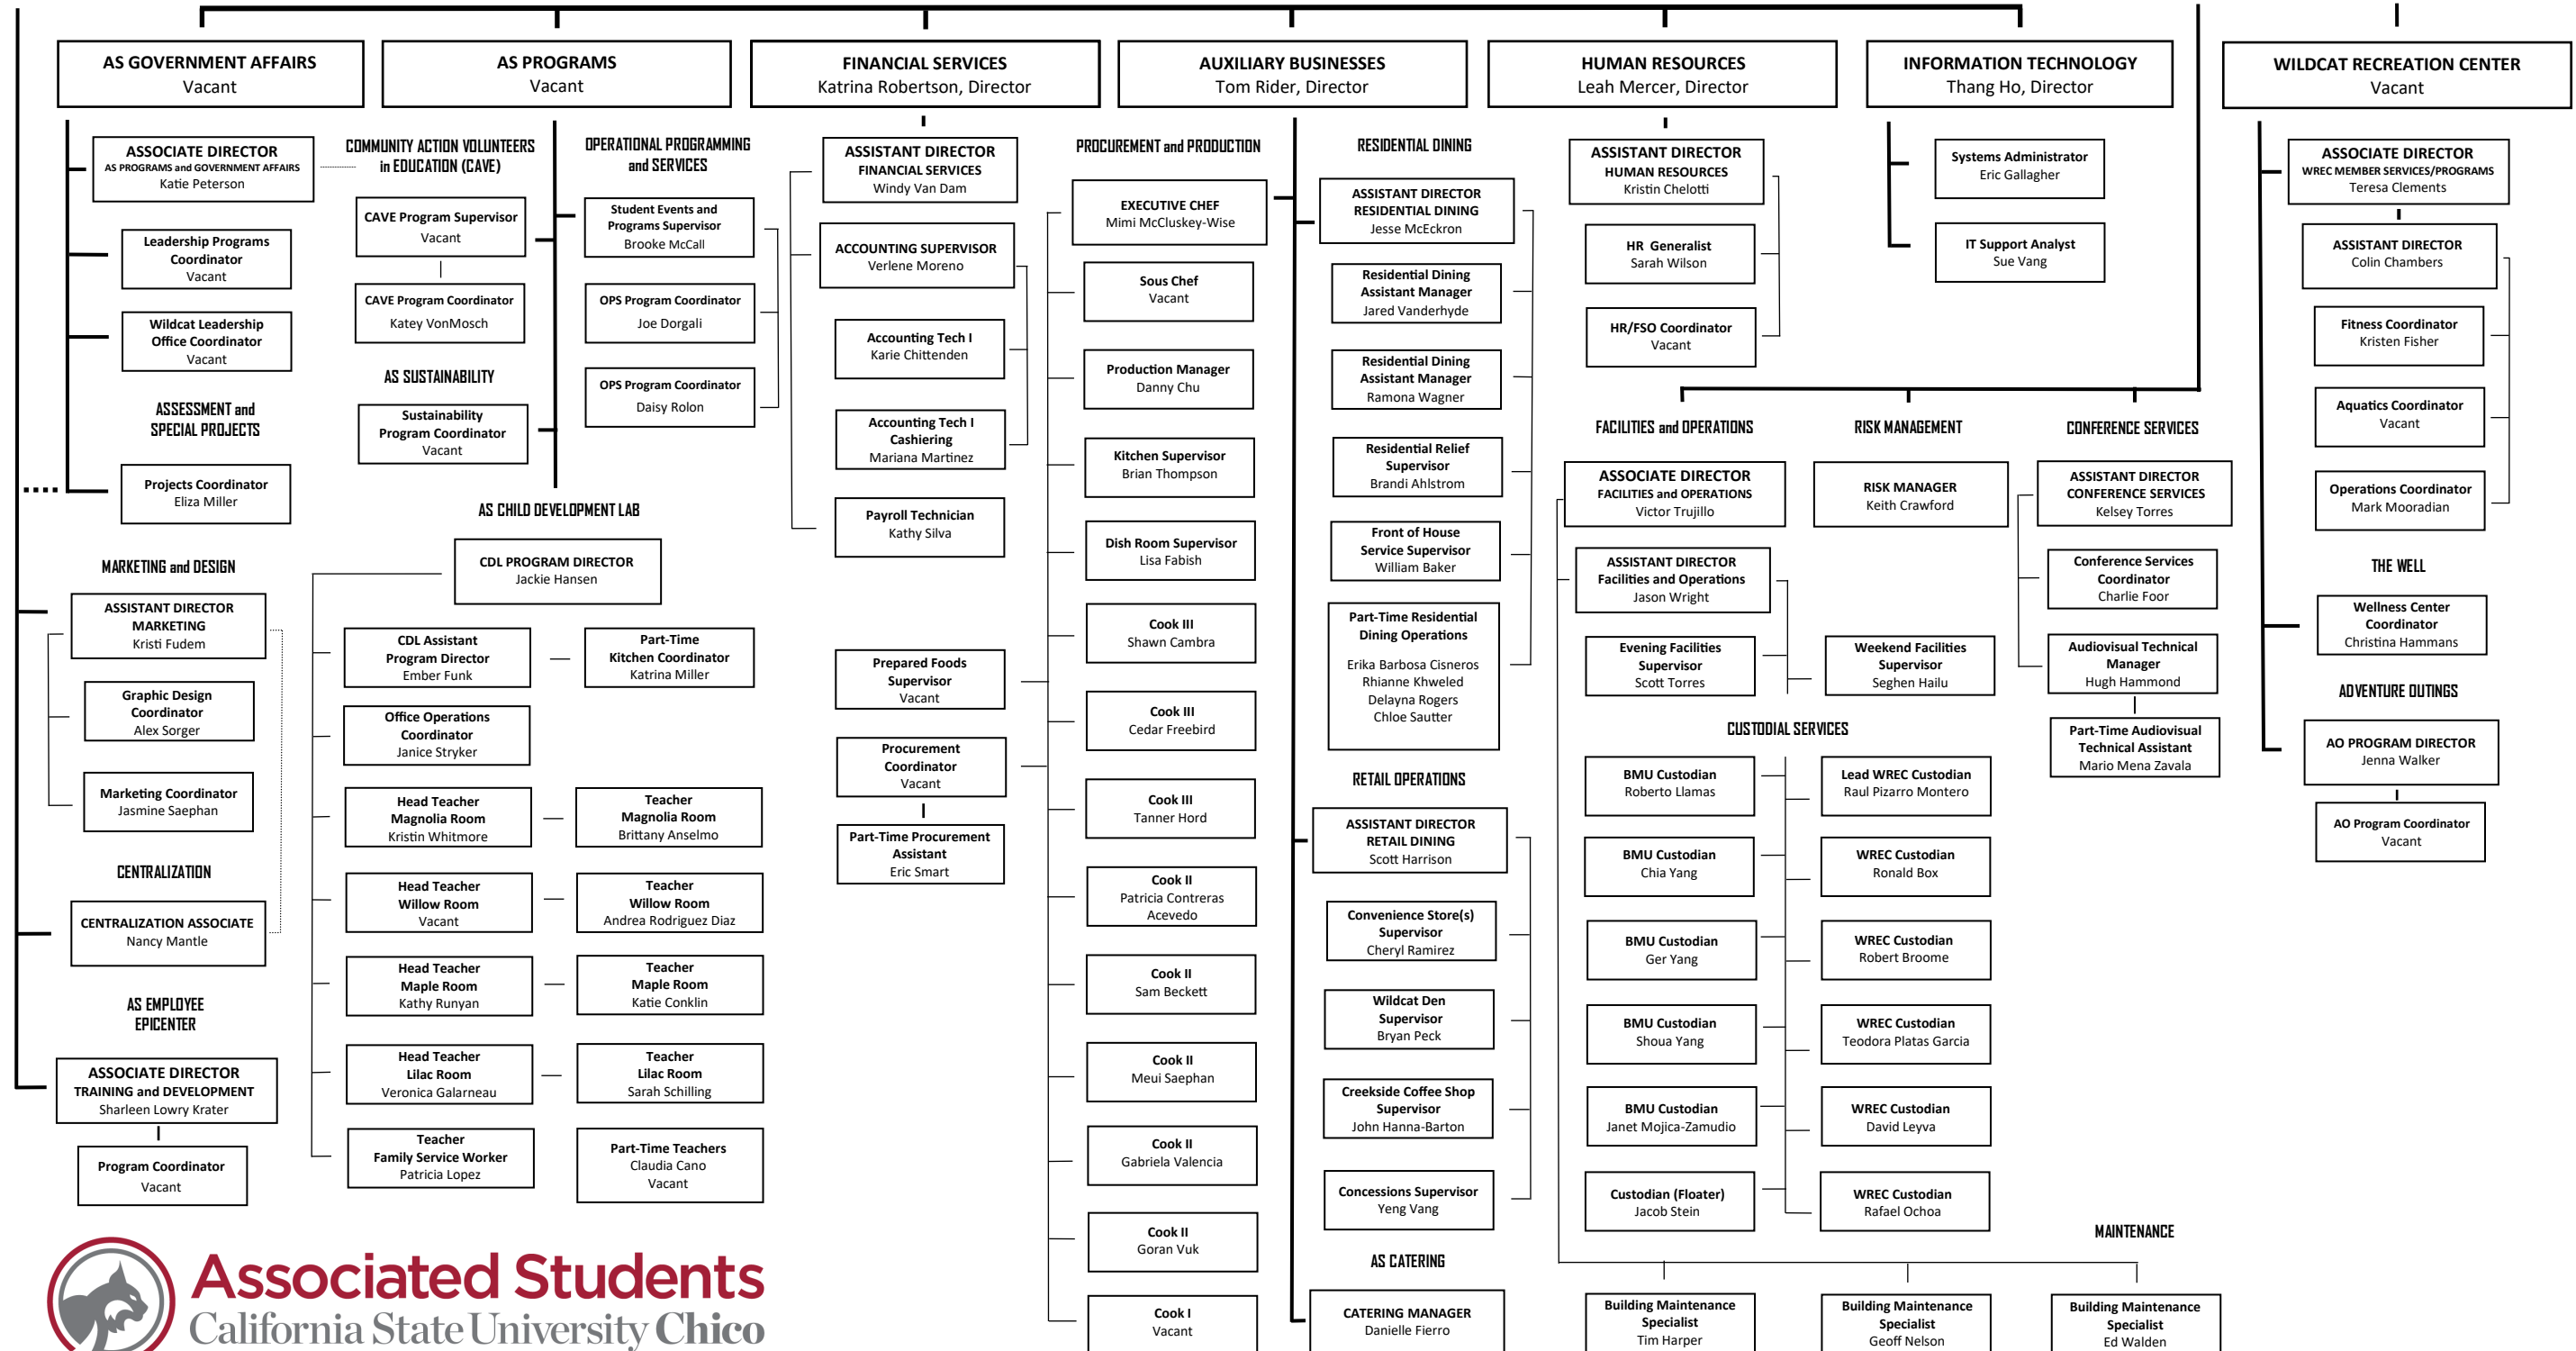 AS GOVERNMENT AFFAIRS
Vacant
AS PROGRAMS
Vacant
FINANCIAL SERVICES
Katrina Robertson, Director
AUXILIARY BUSINESSES
Tom Rider, Director
HUMAN RESOURCES
Leah Mercer, Director
INFORMATION TECHNOLOGY
Thang Ho, Director
WILDCAT RECREATION CENTER
Vacant
ASSOCIATE DIRECTOR
AS PROGRAMS and GOVERNMENT AFFAIRS
Katie Peterson
Leadership Programs
Coordinator
Vacant
Wildcat Leadership
Office Coordinator
Vacant
ASSESSMENT and
SPECIAL PROJECTS
Projects Coordinator
Eliza Miller
MARKETING and DESIGN
ASSISTANT DIRECTOR
MARKETING
Kristi Fudem
Graphic Design
Coordinator
Alex Sorger
Marketing Coordinator
Jasmine Saephan
CENTRALIZATION
CENTRALIZATION ASSOCIATE
Nancy Mantle
AS EMPLOYEE
EPICENTER
ASSOCIATE DIRECTOR
TRAINING and DEVELOPMENT
Sharleen Lowry Krater
Program Coordinator
Vacant
COMMUNITY ACTION VOLUNTEERS
in EDUCATION (CAVE)
CAVE Program Supervisor
Vacant
CAVE Program Coordinator
Katey VonMosch
AS SUSTAINABILITY
Sustainability
Program Coordinator
Vacant
OPERATIONAL PROGRAMMING
and SERVICES
Student Events and
Programs Supervisor
Brooke McCall
OPS Program Coordinator
Joe Dorgali
OPS Program Coordinator
Daisy Rolon
AS CHILD DEVELOPMENT LAB
CDL PROGRAM DIRECTOR
Jackie Hansen
CDL Assistant
Program Director
Ember Funk
Part-Time
Kitchen Coordinator
Katrina Miller
Office Operations
Coordinator
Janice Stryker
Head Teacher
Magnolia Room
Kristin Whitmore
Teacher
Magnolia Room
Brittany Anselmo
Head Teacher
Willow Room
Vacant
Teacher
Willow Room
Andrea Rodriguez Diaz
Head Teacher
Maple Room
Kathy Runyan
Teacher
Maple Room
Katie Conklin
Head Teacher
Lilac Room
Veronica Galarneau
Teacher
Lilac Room
Sarah Schilling
Teacher
Family Service Worker
Patricia Lopez
Part-Time Teachers
Claudia Cano
Vacant
ASSISTANT DIRECTOR
FINANCIAL SERVICES
Windy Van Dam
ACCOUNTING SUPERVISOR
Verlene Moreno
Accounting Tech I
Karie Chittenden
Accounting Tech I
Cashiering
Mariana Martinez
Payroll Technician
Kathy Silva
Prepared Foods
Supervisor
Vacant
Procurement
Coordinator
Vacant
Part-Time Procurement
Assistant
Eric Smart
PROCUREMENT and PRODUCTION
EXECUTIVE CHEF
Mimi McCluskey-Wise
Sous Chef
Vacant
Production Manager
Danny Chu
Kitchen Supervisor
Brian Thompson
Dish Room Supervisor
Lisa Fabish
Cook III
Shawn Cambra
Cook III
Cedar Freebird
Cook III
Tanner Hord
Cook II
Patricia Contreras
Acevedo
Cook II
Sam Beckett
Cook II
Meui Saephan
Cook II
Gabriela Valencia
Cook II
Goran Vuk
Cook I
Vacant
RESIDENTIAL DINING
ASSISTANT DIRECTOR
RESIDENTIAL DINING
Jesse McEckron
Residential Dining
Assistant Manager
Jared Vanderhyde
Residential Dining
Assistant Manager
Ramona Wagner
Residential Relief
Supervisor
Brandi Ahlstrom
Front of House
Service Supervisor
William Baker
Part-Time Residential
Dining Operations
Erika Barbosa Cisneros
Rhianne Khweled
Delayna Rogers
Chloe Sautter
RETAIL OPERATIONS
ASSISTANT DIRECTOR
RETAIL DINING
Scott Harrison
Convenience Store(s)
Supervisor
Cheryl Ramirez
Wildcat Den
Supervisor
Bryan Peck
Creekside Coffee Shop
Supervisor
John Hanna-Barton
Concessions Supervisor
Yeng Vang
AS CATERING
CATERING MANAGER
Danielle Fierro
ASSISTANT DIRECTOR
HUMAN RESOURCES
Kristin Chelotti
HR Generalist
Sarah Wilson
HR/FSO Coordinator
Vacant
Systems Administrator
Eric Gallagher
IT Support Analyst
Sue Vang
FACILITIES and OPERATIONS
ASSOCIATE DIRECTOR
FACILITIES and OPERATIONS
Victor Trujillo
ASSISTANT DIRECTOR
Facilities and Operations
Jason Wright
Evening Facilities
Supervisor
Scott Torres
Weekend Facilities
Supervisor
Seghen Hailu
RISK MANAGEMENT
RISK MANAGER
Keith Crawford
CONFERENCE SERVICES
ASSISTANT DIRECTOR
CONFERENCE SERVICES
Kelsey Torres
Conference Services
Coordinator
Charlie Foor
Audiovisual Technical
Manager
Hugh Hammond
Part-Time Audiovisual
Technical Assistant
Mario Mena Zavala
CUSTODIAL SERVICES
BMU Custodian
Roberto Llamas
Lead WREC Custodian
Raul Pizarro Montero
BMU Custodian
Chia Yang
WREC Custodian
Ronald Box
BMU Custodian
Ger Yang
WREC Custodian
Robert Broome
BMU Custodian
Shoua Yang
WREC Custodian
Teodora Platas Garcia
BMU Custodian
Janet Mojica-Zamudio
WREC Custodian
David Leyva
Custodian (Floater)
Jacob Stein
WREC Custodian
Rafael Ochoa
MAINTENANCE
Building Maintenance
Specialist
Tim Harper
Building Maintenance
Specialist
Geoff Nelson
Building Maintenance
Specialist
Ed Walden
ASSOCIATE DIRECTOR
WREC MEMBER SERVICES/PROGRAMS
Teresa Clements
ASSISTANT DIRECTOR
Colin Chambers
Fitness Coordinator
Kristen Fisher
Aquatics Coordinator
Vacant
Operations Coordinator
Mark Mooradian
THE WELL
Wellness Center
Coordinator
Christina Hammans
ADVENTURE OUTINGS
AO PROGRAM DIRECTOR
Jenna Walker
AO Program Coordinator
Vacant
Associated Students
California State University Chico